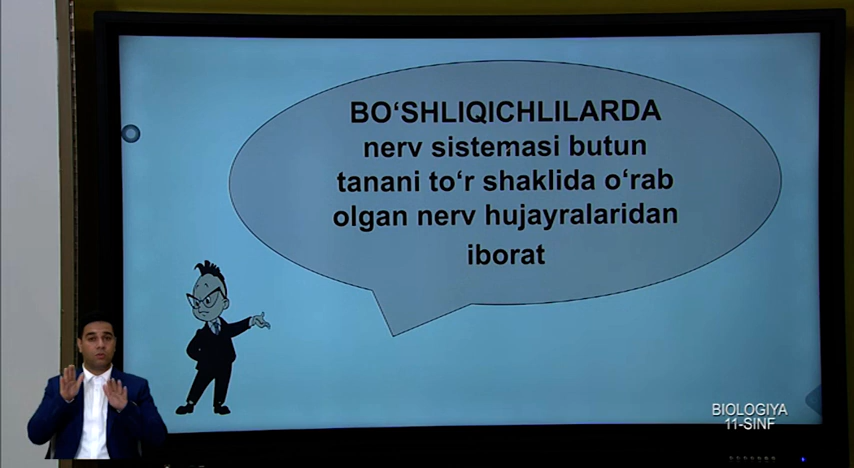 BO‘SHLIQICHLILARDA
nerv sistemasi butun
tanani to‘r shaklida o‘rab
olgan nerv hujayralaridan
iborat
BIOLOGIYA
11-SINF